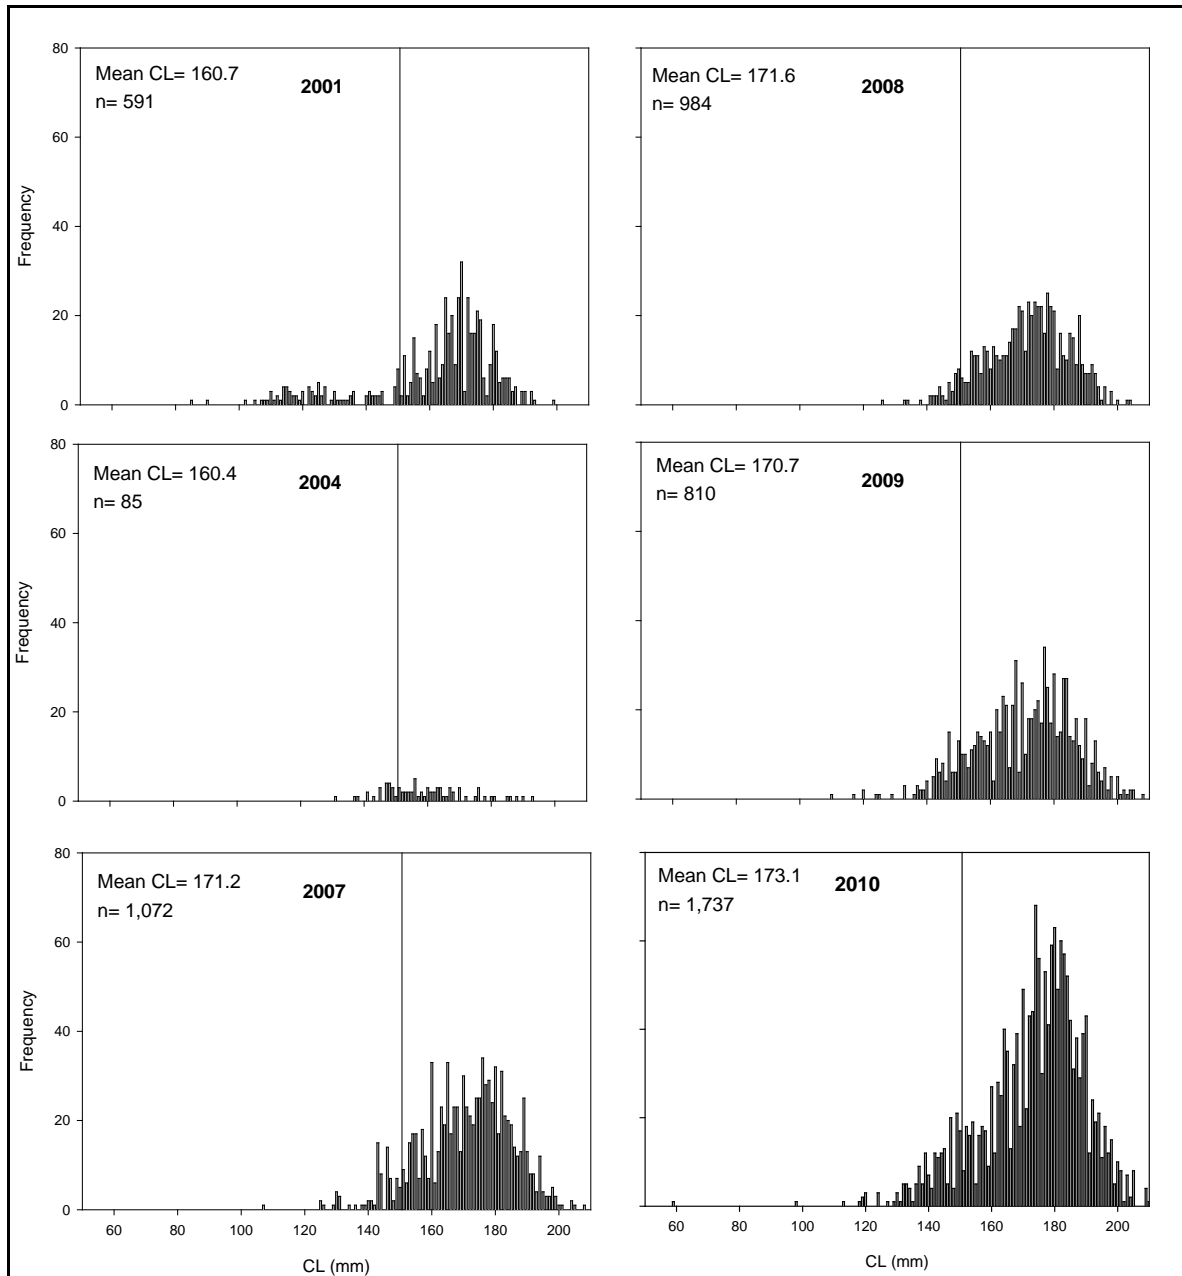 80
60
40
20
0
Frequency
Mean CL= 160.7
n= 591
2001
Mean CL= 171.6
n= 984
2008
80
60
40
20
0
Frequency
Mean CL= 160.4
n= 85
2004
Mean CL= 170.7
n= 810
2009
80
60
40
20
0
Frequency
Mean CL= 171.2
n= 1,072
2007
60 80 100 120 140 160 180 200
CL (mm)
Mean CL= 173.1
n= 1,737
2010
60 80 100 120 140 160 180 200
CL (mm)